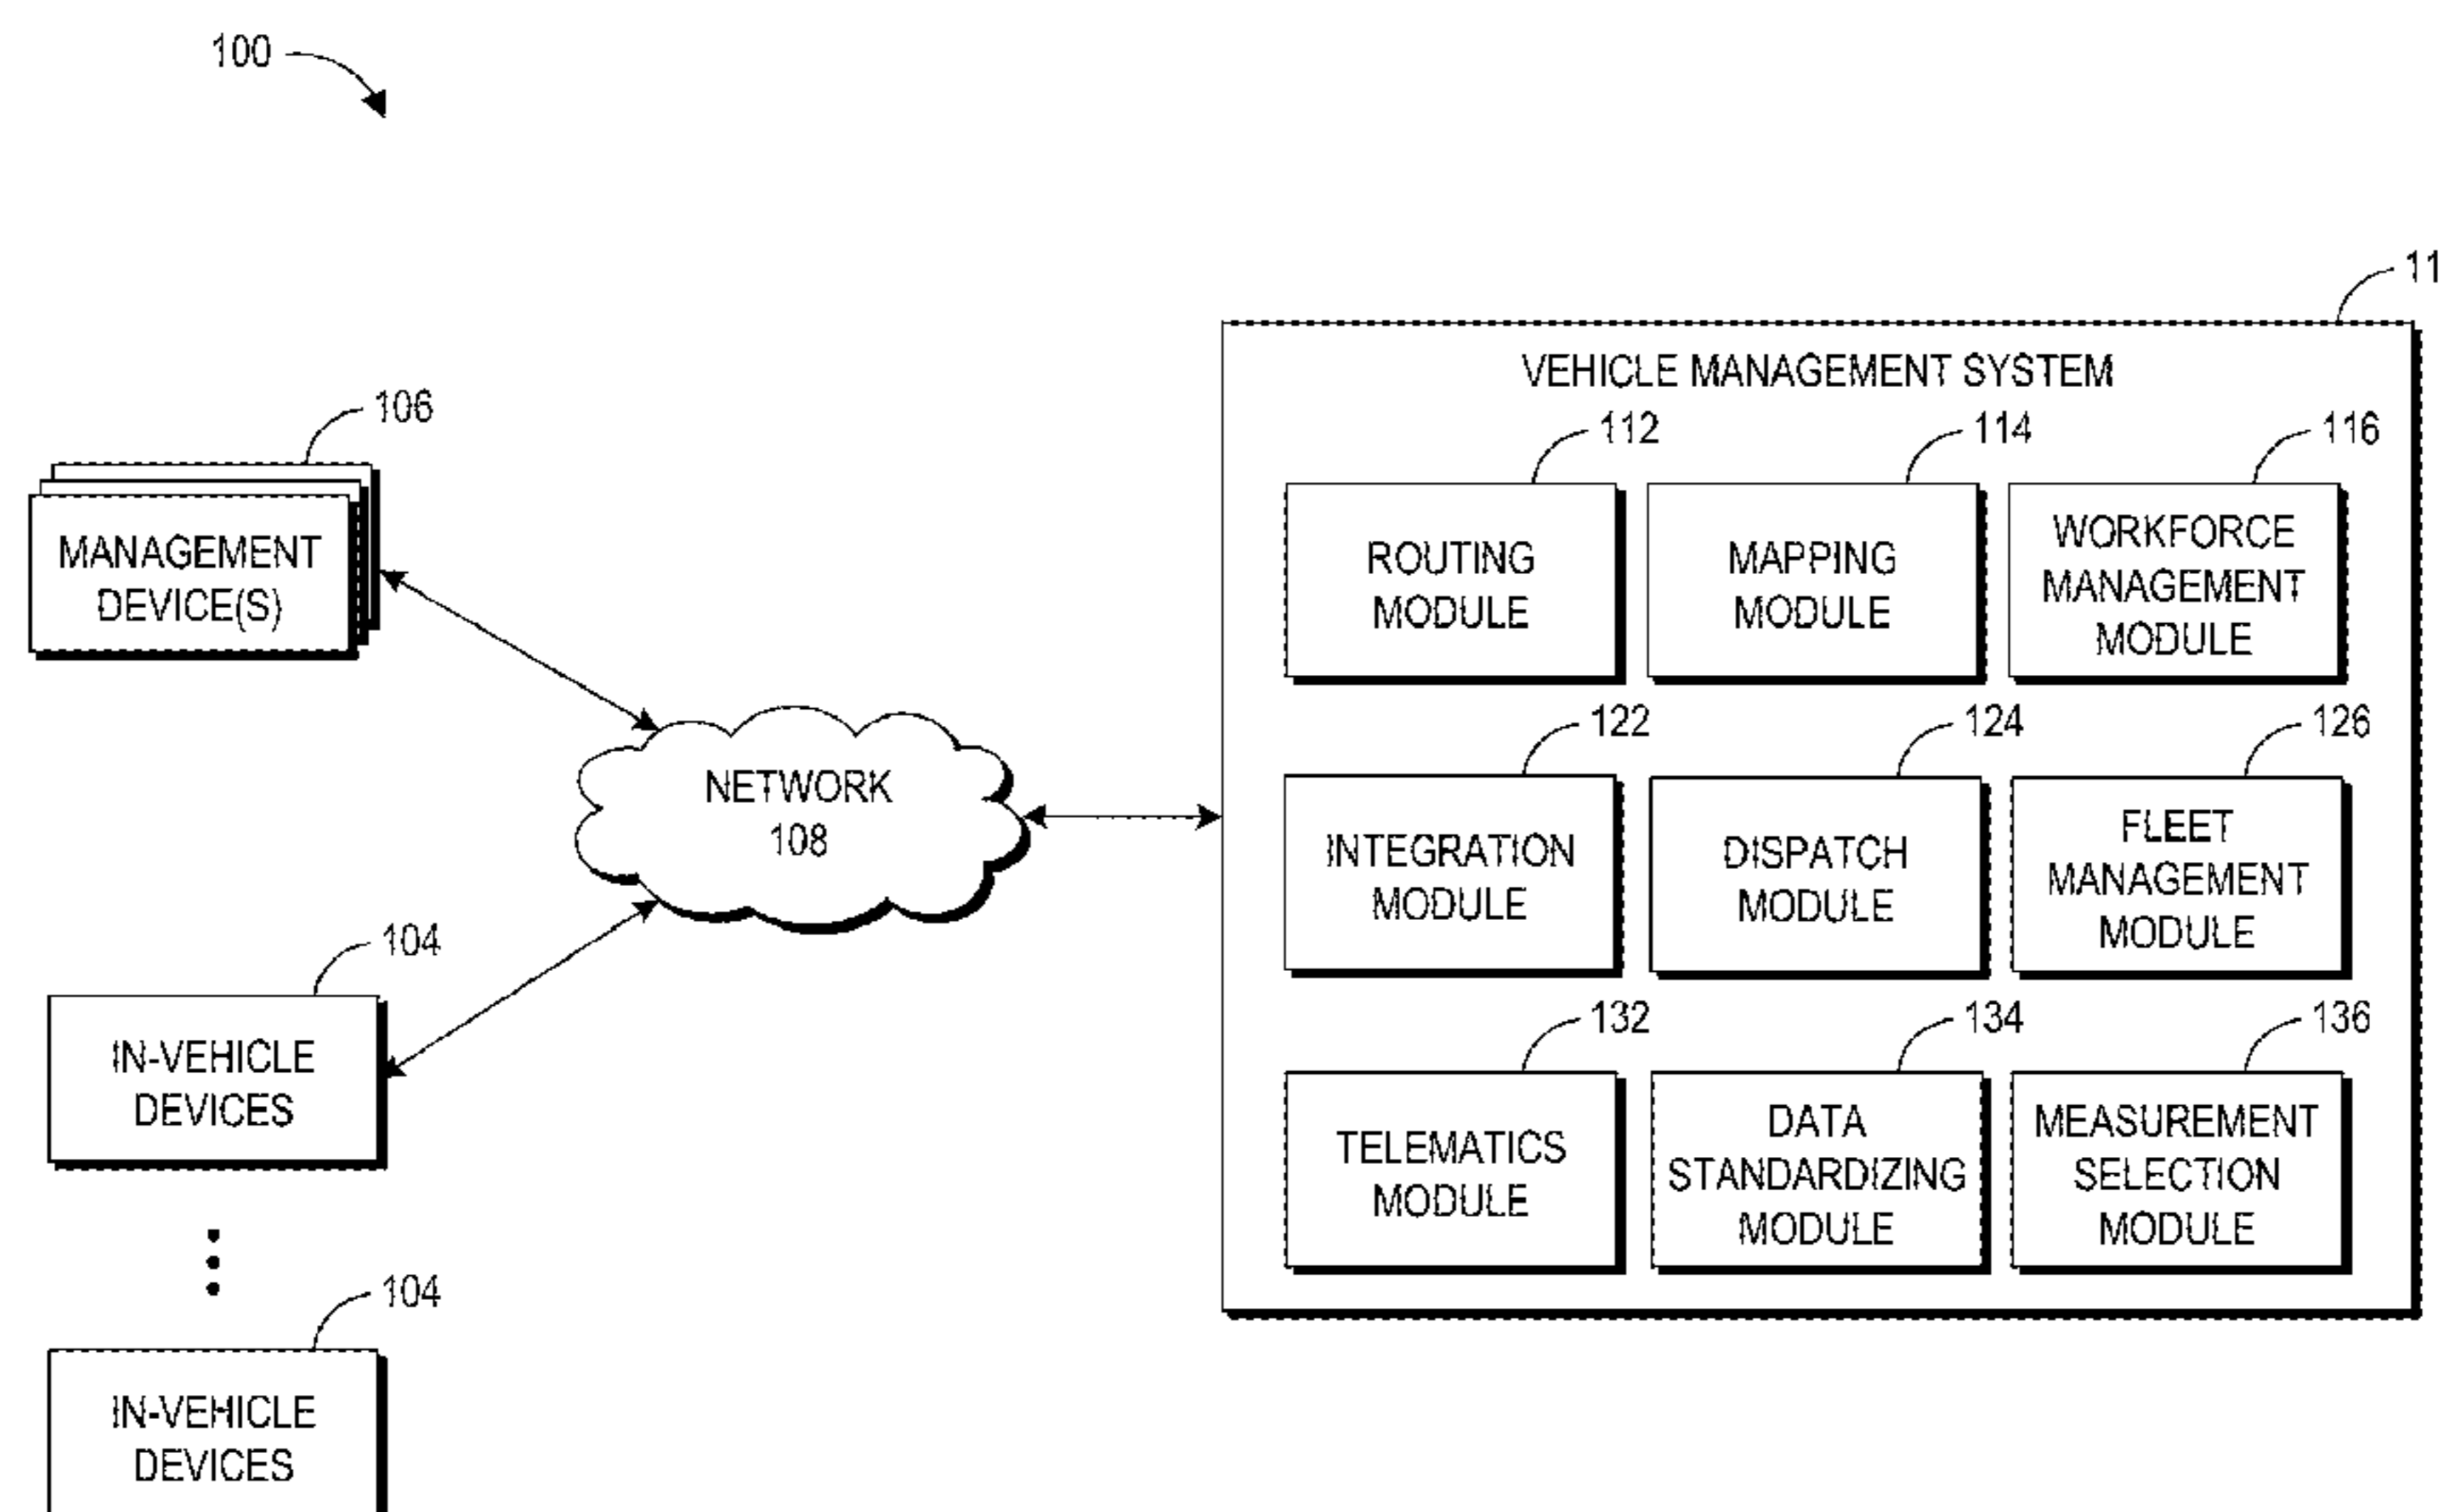 100
11
VEHICLE MANAGEMENT SYSTEM
106
112
114
116
MANAGEMENT
DEVICE(S)
ROUTING
MODULE
MAPPING
MODULE
WORKFORCE
MANAGEMENT
MODULE
NETWORK
108
122
124
126
INTEGRATION
MODULE
DISPATCH
MODULE
FLEET
MANAGEMENT
MODULE
104
IN-VEHICLE
DEVICES
132
134
136
TELEMATICS
MODULE
DATA
STANDARDIZING
MODULE
MEASUREMENT
SELECTION
MODULE
104
IN-VEHICLE
DEVICES